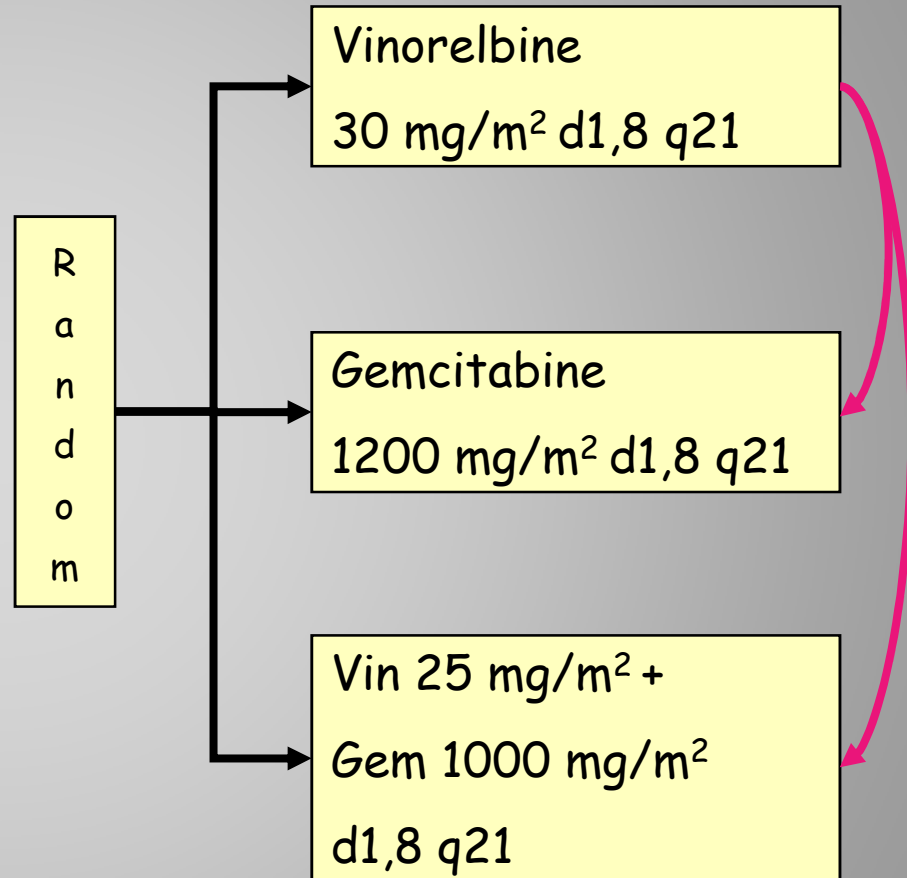 Random
Vinorelbine
30 mg/m² d1,8 q21
Gemcitabine
1200 mg/m² d1,8 q21
Vin 25 mg/m² +
Gem 1000 mg/m²
d1,8 q21